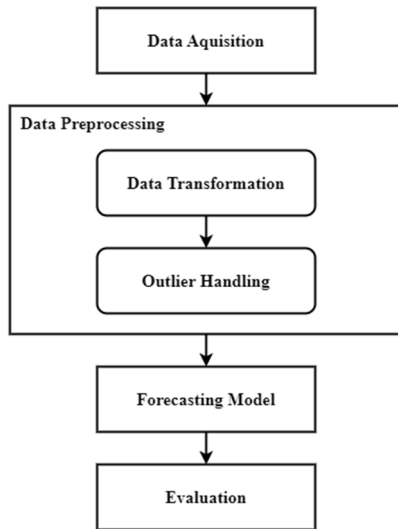 Data Aquisition
Data Preprocessing
Data Transformation
Outlier Handling
Forecasting Model
Evaluation